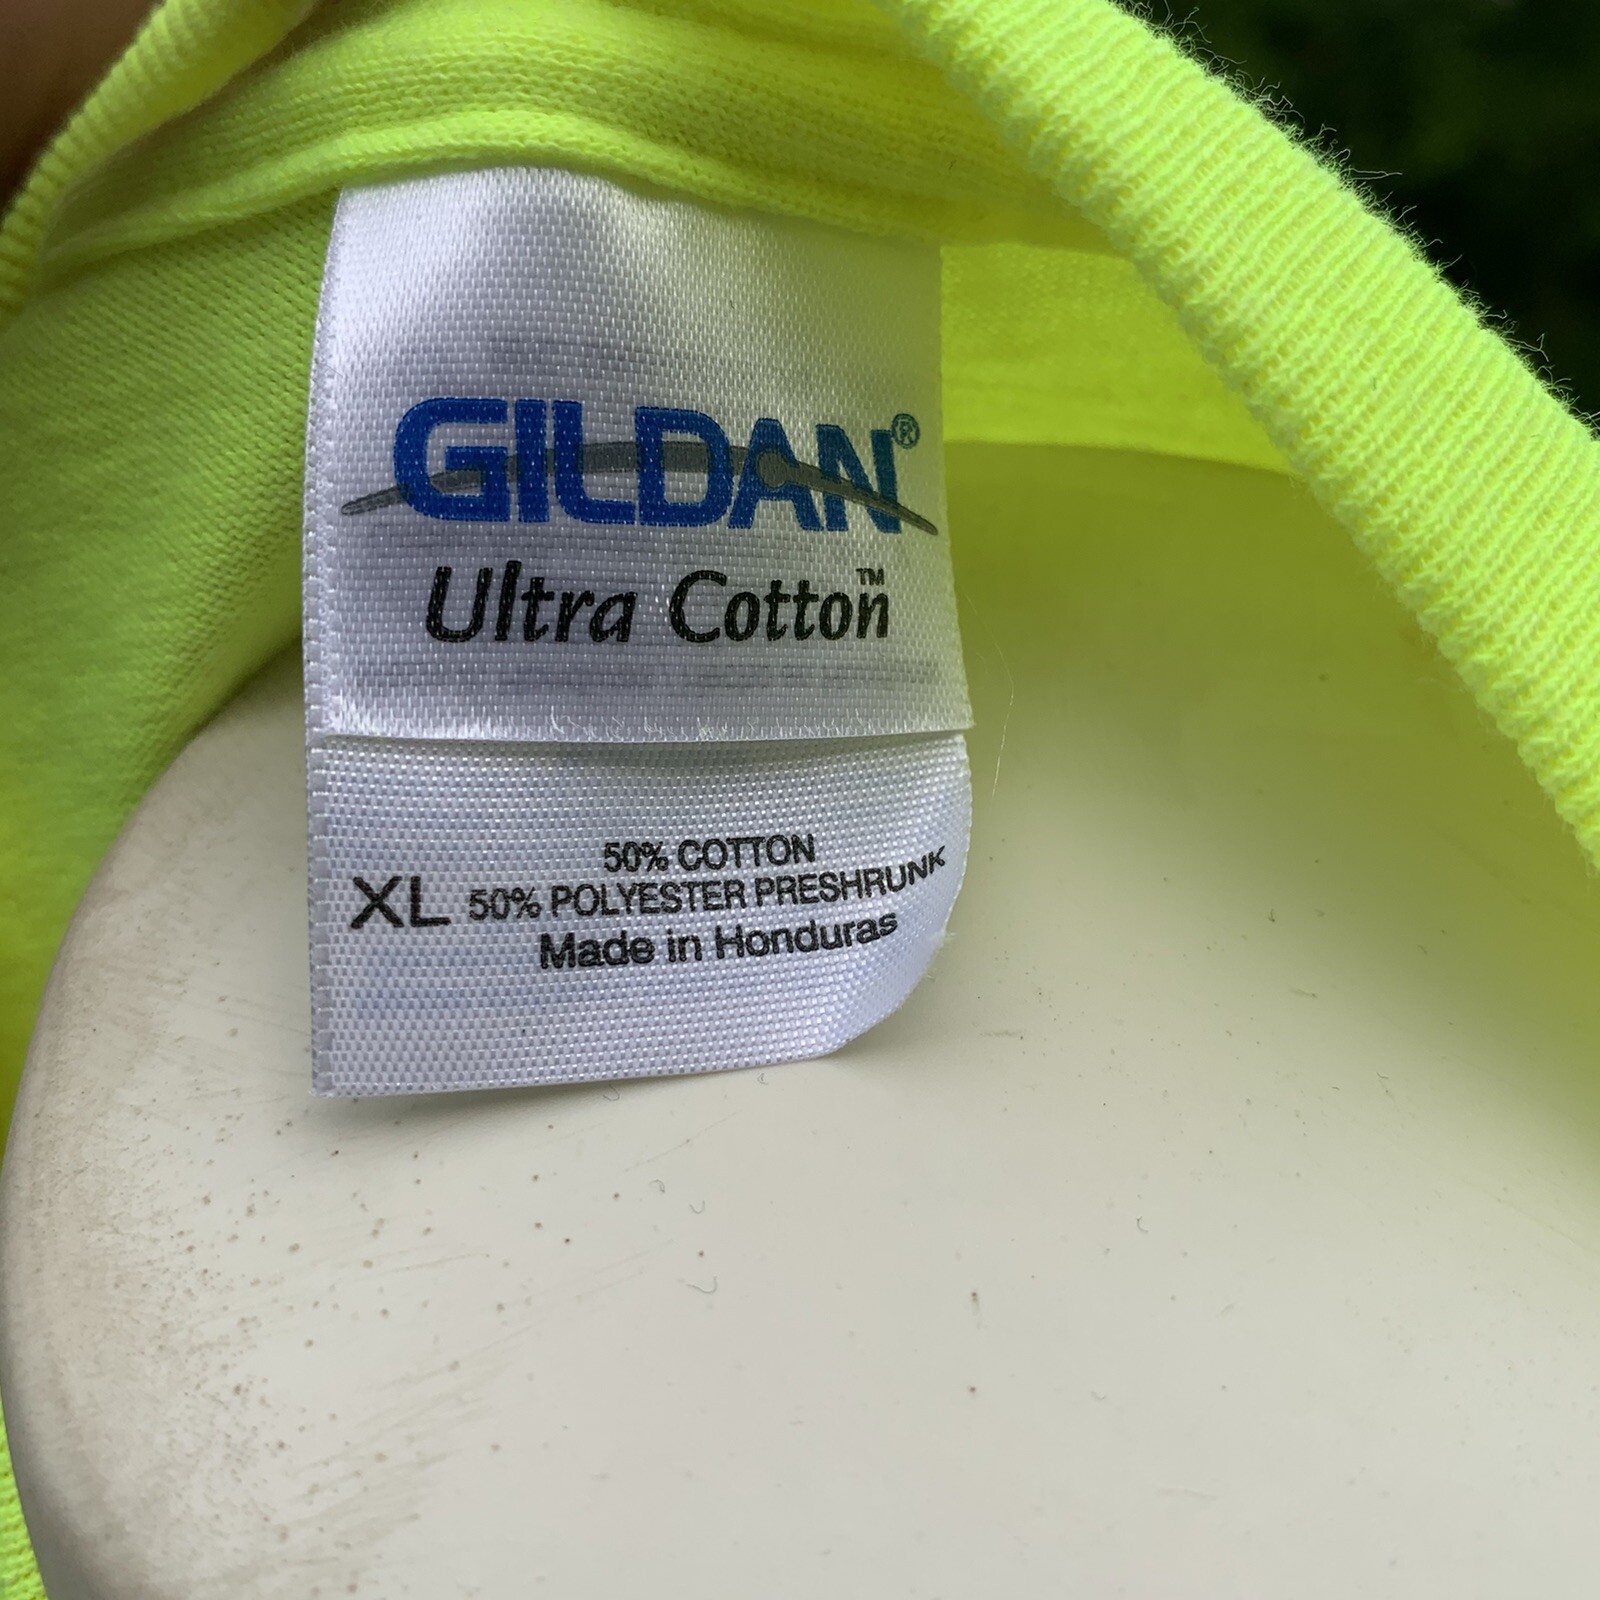 GILDAN®
Ultra Cotton™
50% COTTON
XL 50% POLYESTER PRESHRUNK
Made in Honduras